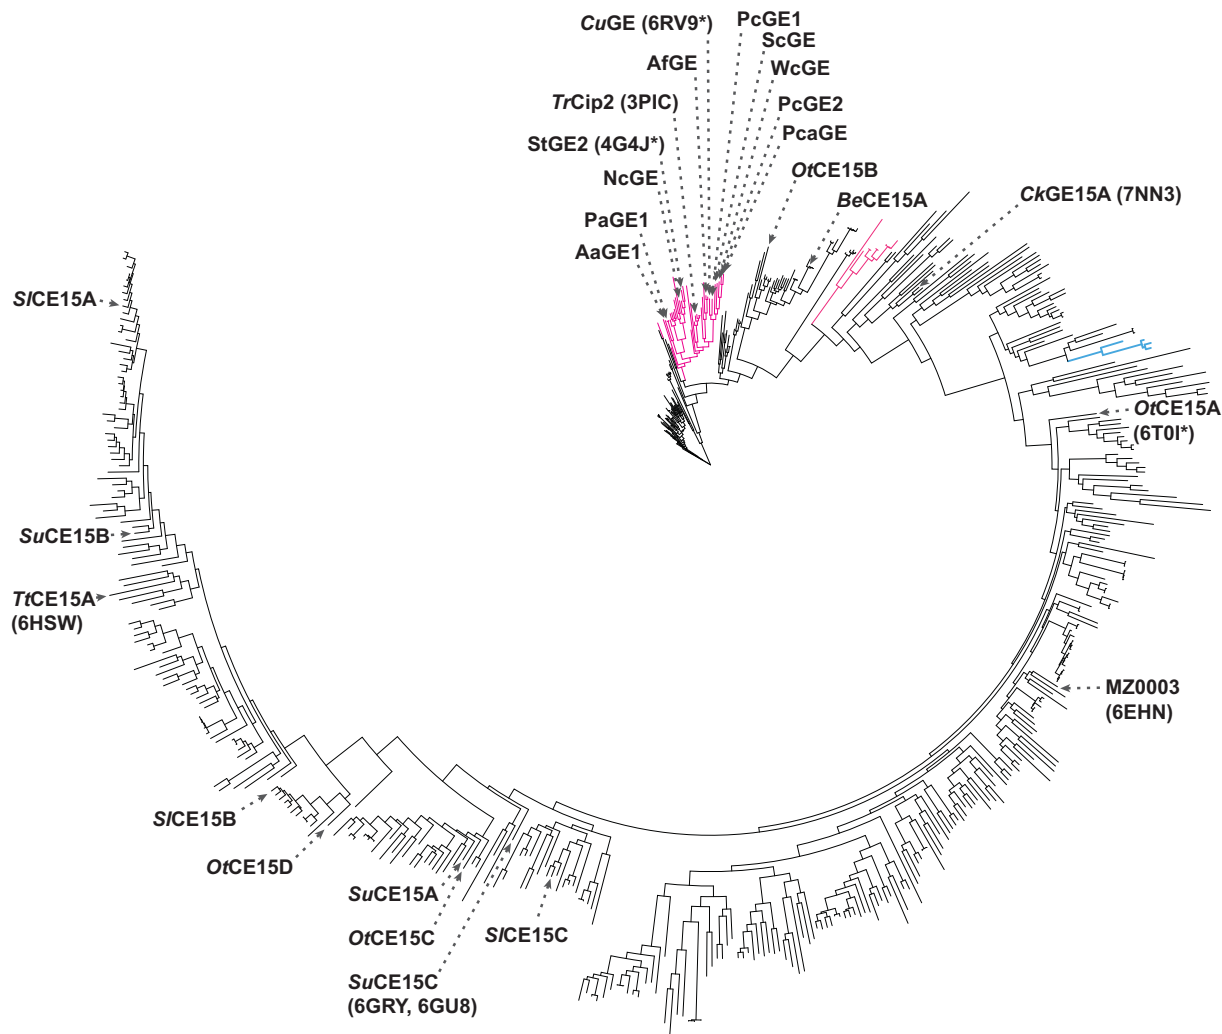 CuGE (6RV9*)
PcGE1
ScGE
AfGE
WcGE
TrCip2 (3PIC)
PcGE2
StGE2 (4G4J*)
PcaGE
NcGE
OtCE15B
BeCE15A
CkGE15A (7NN3)
PaGE1
AaGE1
SlCE15A
OtCE15A
(6T0I*)
SuCE15B
TtCE15A
(6HSW)
MZ0003
(6EHN)
SlCE15B
OtCE15D
SuCE15A
OtCE15C
SlCE15C
SuCE15C
(6GRY, 6GU8)